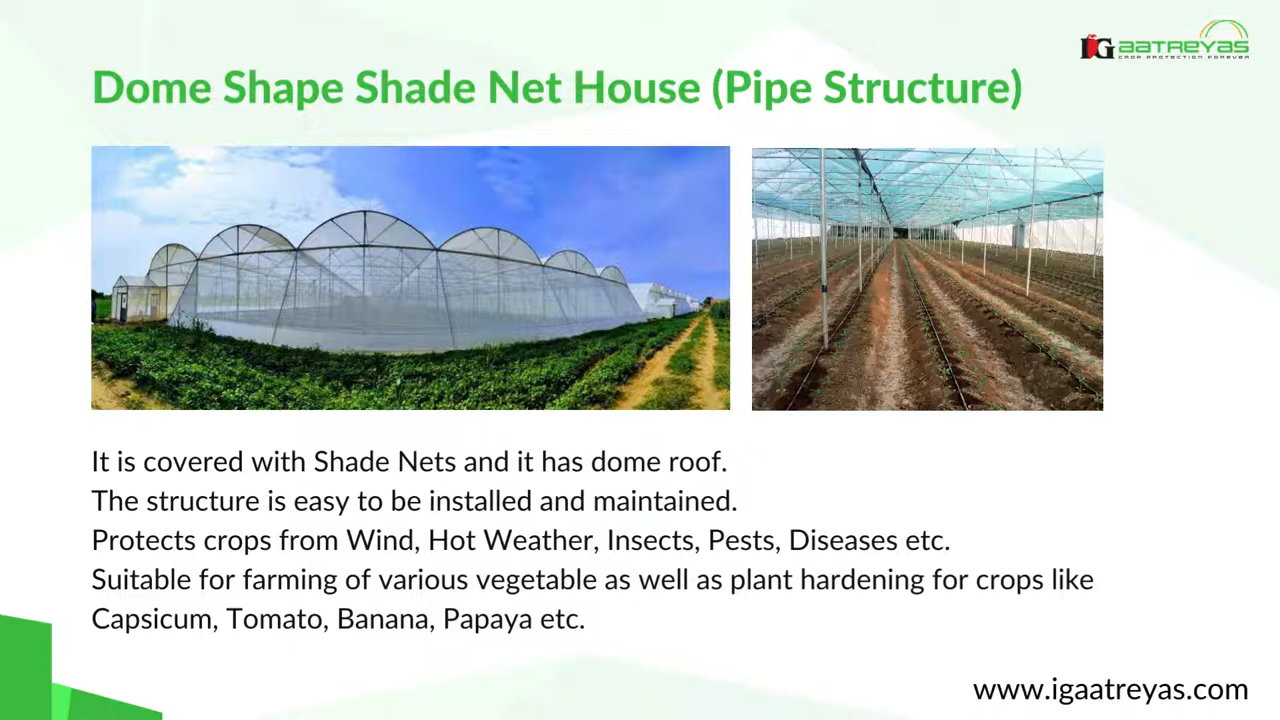 IG AATREYAS
CROP PROTECTION FOREVER
Dome Shape Shade Net House (Pipe Structure)
It is covered with Shade Nets and it has dome roof.
The structure is easy to be installed and maintained.
Protects crops from Wind, Hot Weather, Insects, Pests, Diseases etc.
Suitable for farming of various vegetable as well as plant hardening for crops like
Capsicum, Tomato, Banana, Papaya etc.
www.igaatreyas.com